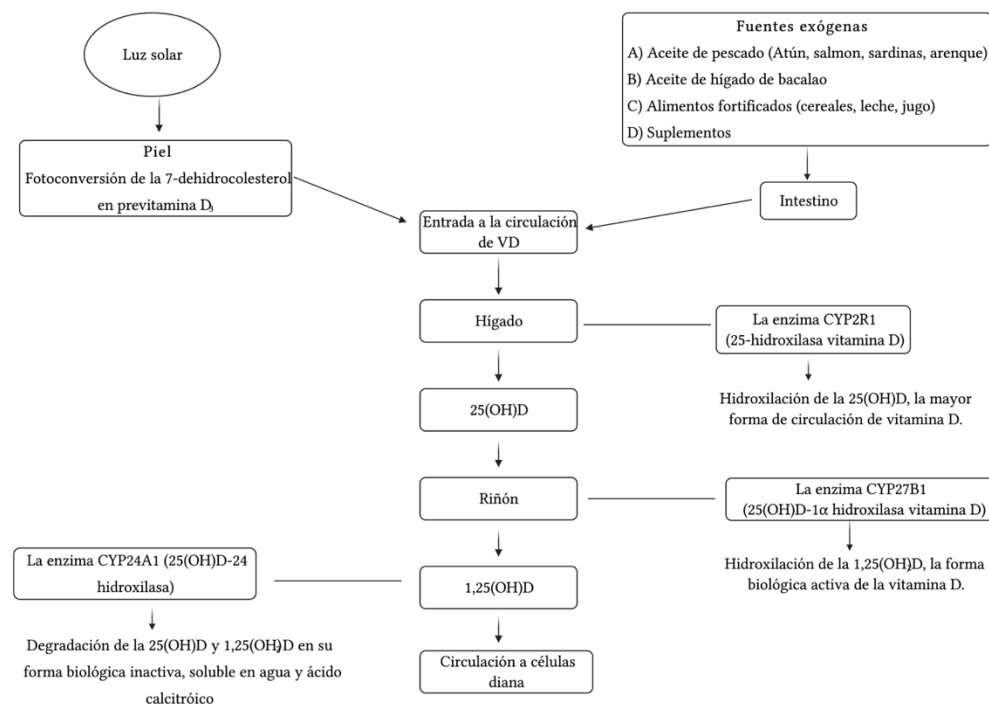 Luz solar
Fuentes exógenas
A) Aceite de pescado (Atún, salmon, sardinas, arenque)
B) Aceite de hígado de bacalao
C) Alimentos fortificados (cereales, leche, jugo)
D) Suplementos
Piel
Fotoconversión de la 7-dehidrocolesterol
en previtamina D₃
Intestino
Entrada a la circulación
de VD
Hígado
La enzima CYP2R1
(25-hidroxilasa vitamina D)
25(OH)D
Hidroxilación de la 25(OH)D, la mayor
forma de circulación de vitamina D.
Riñón
La enzima CYP27B1
(25(OH)D-1α hidroxilasa vitamina D)
La enzima CYP24A1 (25(OH)D-24
hidroxilasa)
1,25(OH)D
Hidroxilación de la 1,25(OH)₂D, la forma
biológica activa de la vitamina D.
Degradación de la 25(OH)D y 1,25(OH)₂D en su
forma biológica inactiva, soluble en agua y ácido
calcitróico
Circulación a células
diana